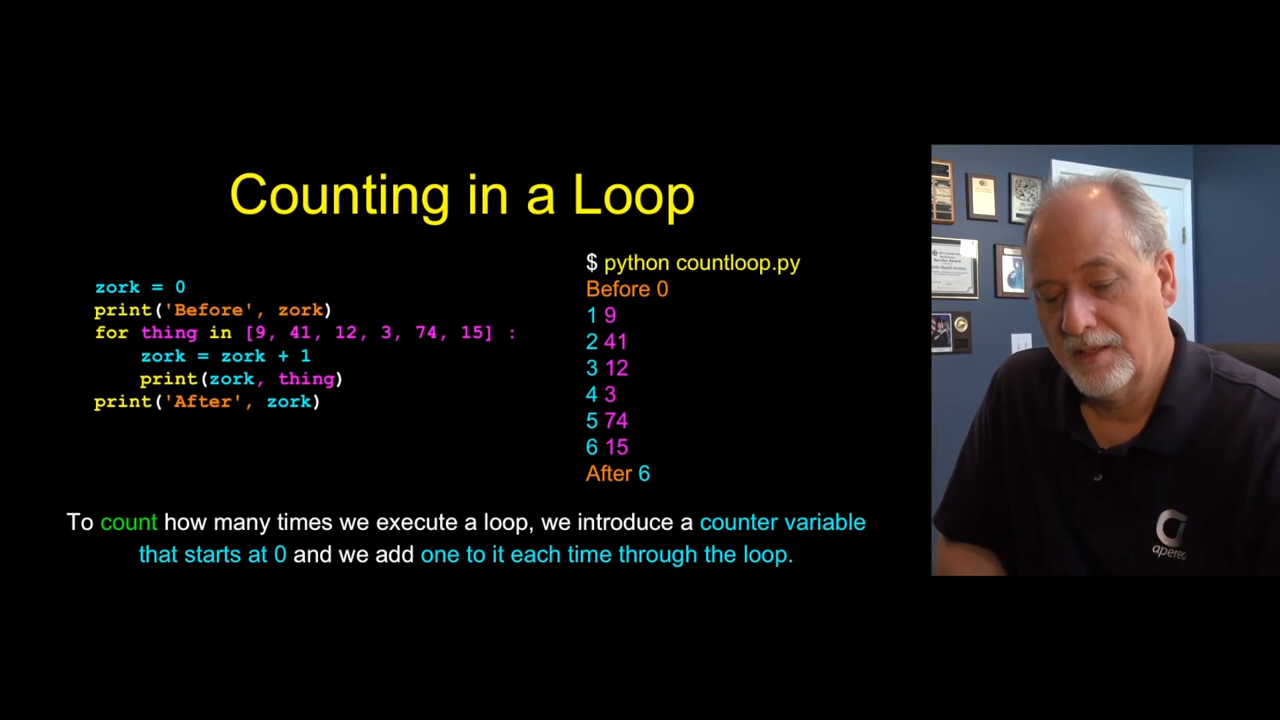 Counting in a Loop
zork = 0
print('Before', zork)
for thing in [9, 41, 12, 3, 74, 15] :
    zork = zork + 1
    print(zork, thing)
print('After', zork)
$ python countloop.py
Before 0
1 9
2 41
3 12
4 3
5 74
6 15
After 6
To count how many times we execute a loop, we introduce a counter variable
that starts at 0 and we add one to it each time through the loop.
apereo